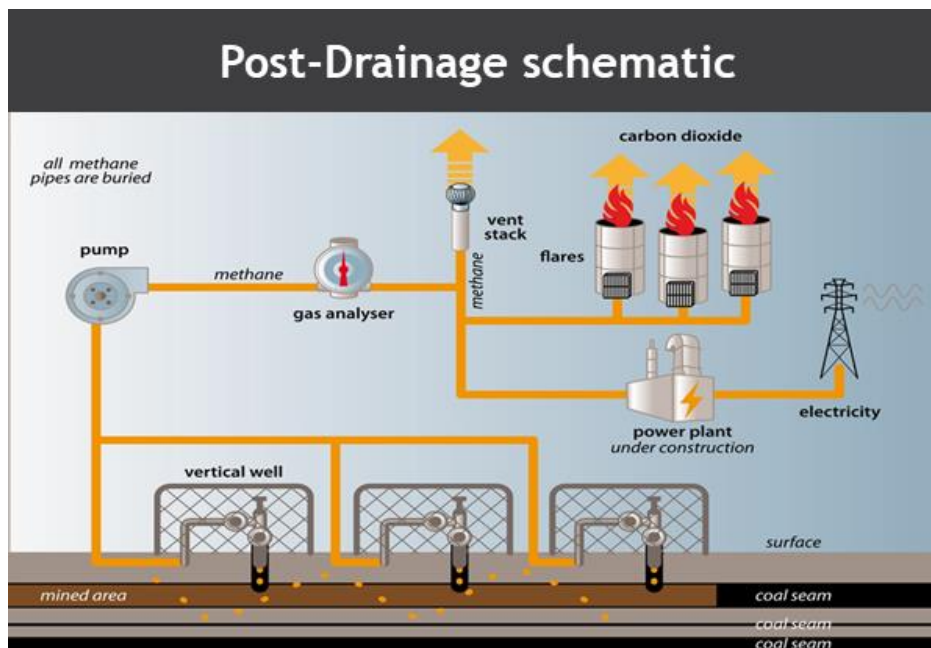 Post-Drainage schematic
all methane
pipes are buried
carbon dioxide
vent
stack
flares
pump
methane
methane
gas analyser
power plant
under construction
electricity
vertical well
surface
mined area
coal seam
coal seam
coal seam